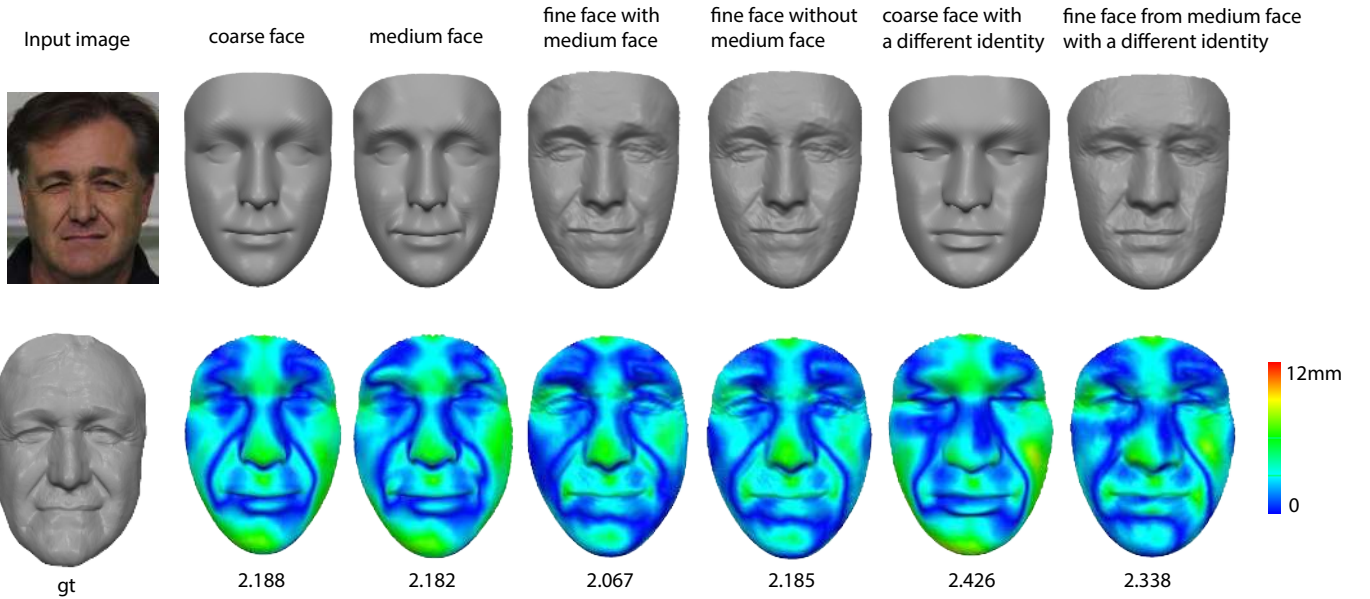 Input image
coarse face
medium face
fine face with
medium face
fine face without
medium face
coarse face with
a different identity
fine face from medium face
with a different identity
12mm
0
gt
2.188
2.182
2.067
2.185
2.426
2.338